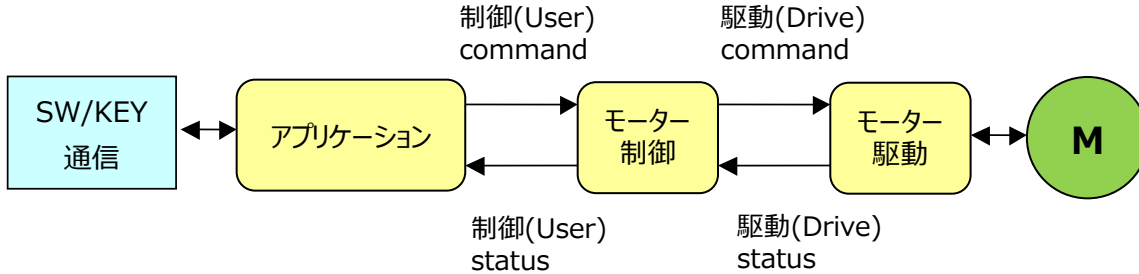 制御(User)
command
駆動(Drive)
command
SW/KEY
通信
アプリケーション
モーター
制御
モーター
駆動
M
制御(User)
status
駆動(Drive)
status